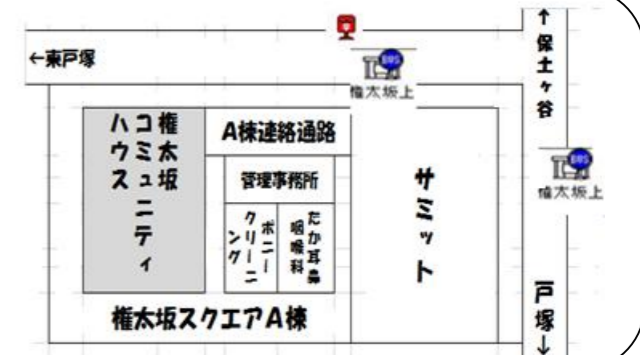 ←東戸塚
BUS
権太坂上
↑保土ヶ谷
権太坂
コミュニティ
ハウス
A棟連絡通路
管理事務所
ポニー
クリーニング
たか耳鼻
咽喉科
サミット
BUS
権太坂上
権太坂スクエアA棟
戸塚↓